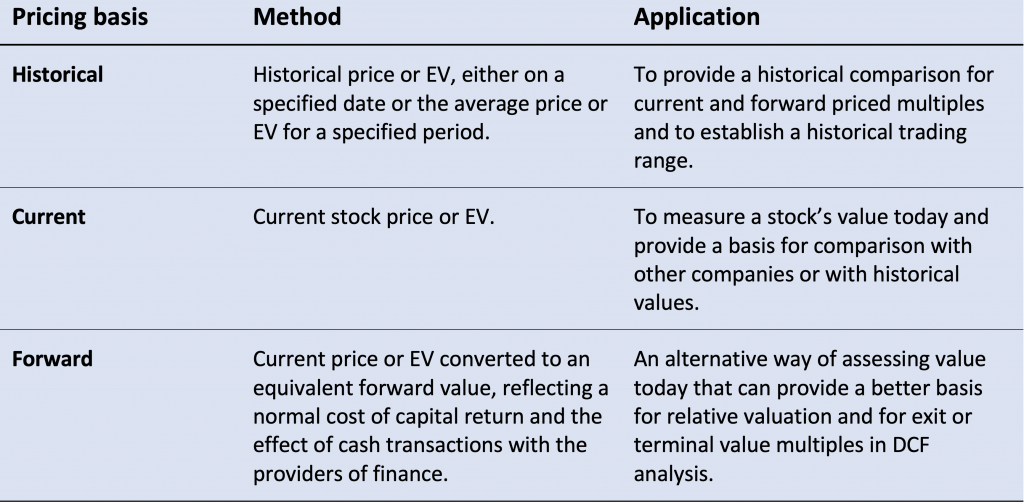 Pricing basis Method Application
Historical Historical price or EV, either on a To provide a historical comparison for
specified date or the average price or current and forward priced multiples
EV for a specified period. and to establish a historical trading
range.
Current Current stock price or EV. To measure a stock’s value today and
provide a basis for comparison with
other companies or with historical
values.
Forward Current price or EV converted to an An alternative way of assessing value
equivalent forward value, reflecting a today that can provide a better basis
normal cost of capital return and the for relative valuation and for exit or
effect of cash transactions with the terminal value multiples in DCF
providers of finance. analysis.